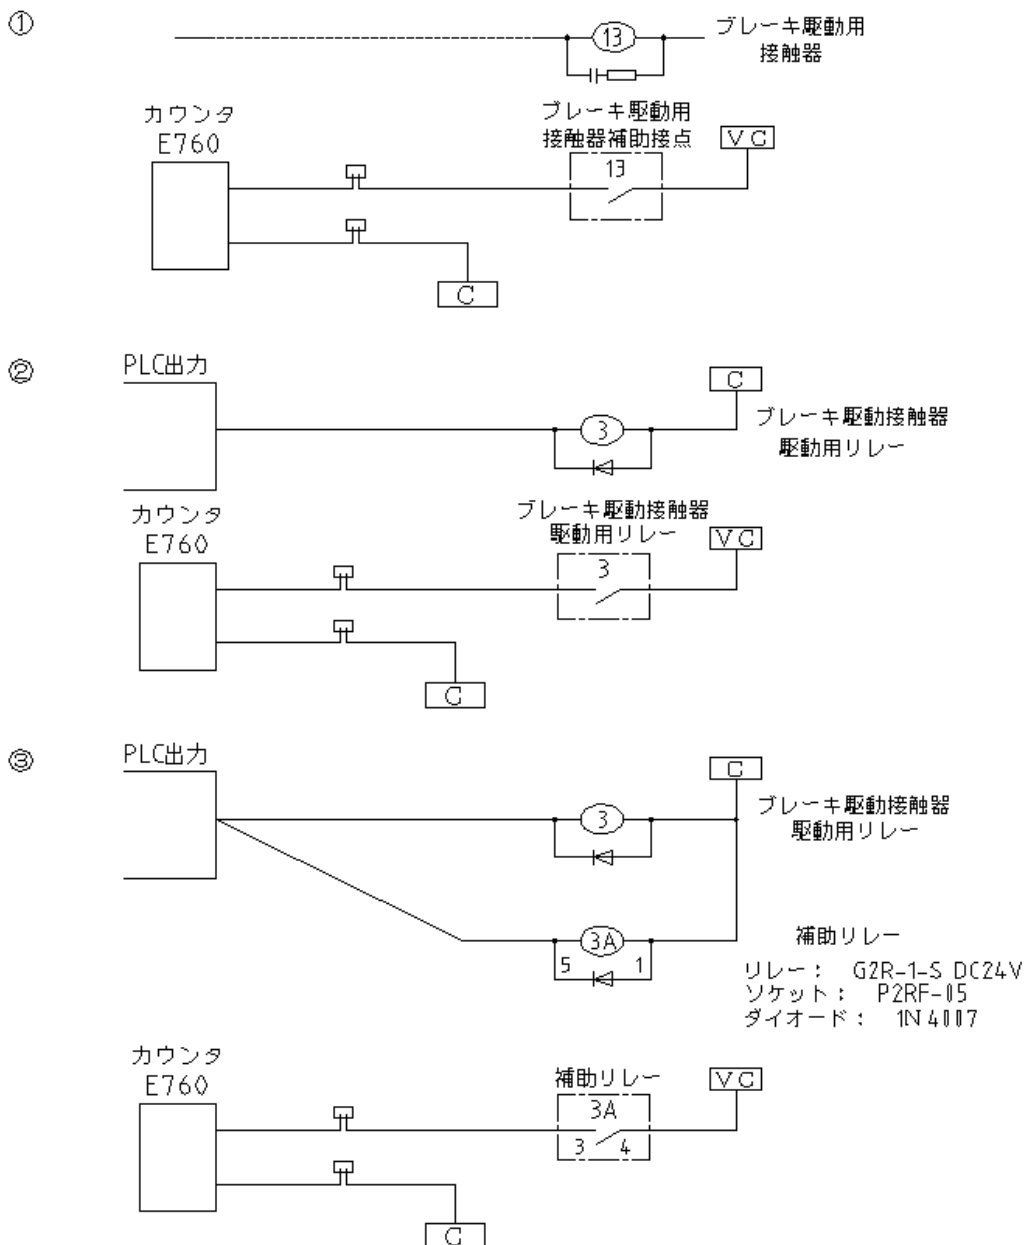 ①
13
ブレーキ駆動用
接触器
カウンタ
E760
ブレーキ駆動用
接触器補助接点
VC
13
C
②
PLC出力
C
3
ブレーキ駆動接触器
駆動用リレー
カウンタ
E760
ブレーキ駆動接触器
駆動用リレー
VC
3
C
③
PLC出力
C
3
ブレーキ駆動接触器
駆動用リレー
3A
5 1
補助リレー
リレー： G2R-1-S DC24V
ソケット： P2RF-05
ダイオード： 1N4007
カウンタ
E760
補助リレー
VC
3A
3 4
C